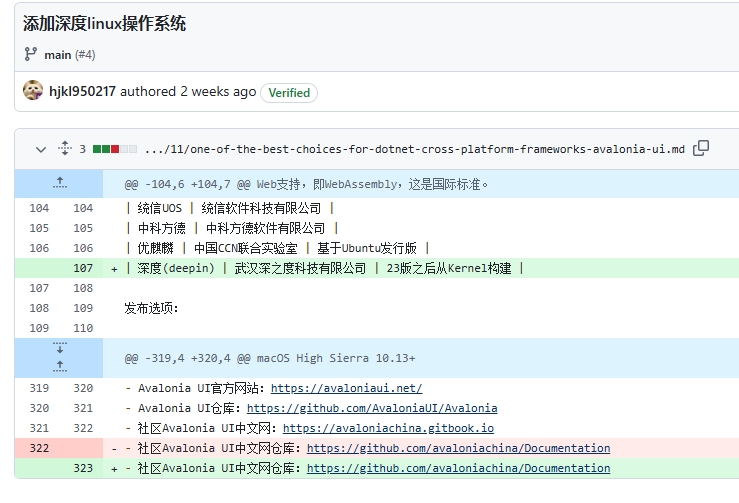 添加深度linux操作系统
main (#4)
hjkl950217 authored 2 weeks ago Verified
3 .../11/one-of-the-best-choices-for-dotnet-cross-platform-frameworks-avalonia-ui.md
@@ -104,6 +104,7 @@ Web支持，即WebAssembly，这是国际标准。
104 104 | 统信UOS | 统信软件科技有限公司 |
105 105 | 中科方德 | 中科方德软件有限公司 |
106 106 | 优麒麟 | 中国CCN联合实验室 | 基于Ubuntu发行版 |
107 + | 深度(deepin) | 武汉深之度科技有限公司 | 23版之后从Kernel构建 |
107 108
108 109 发布选项：
109 110
@@ -319,4 +320,4 @@ macOS High Sierra 10.13+
319 320 - Avalonia UI官方网站：https://avaloniaui.net/
320 321 - Avalonia UI仓库：https://github.com/AvaloniaUI/Avalonia
321 322 - 社区Avalonia UI中文网：https://avaloniachina.gitbook.io
322 - - 社区Avalonia UI中文网仓库：https://github.com/avaloniachina/Documentation
323 + - 社区Avalonia UI中文网仓库：https://github.com/avaloniachina/Documentation